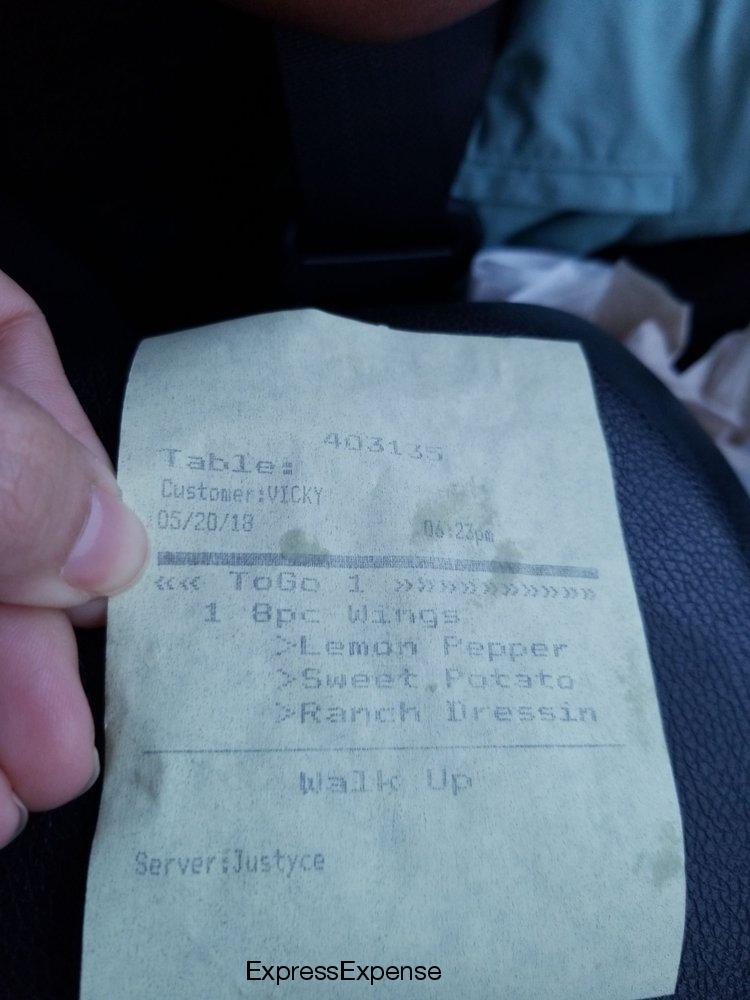 403135
Table:
Customer:VICKY
05/20/18 06:23pm
««« ToGo 1 »»»»»»»»»»»
1 8pc Wings
>Lemon Pepper
>Sweet Potato
>Ranch Dressin
Walk Up
Server:Justyce
ExpressExpense